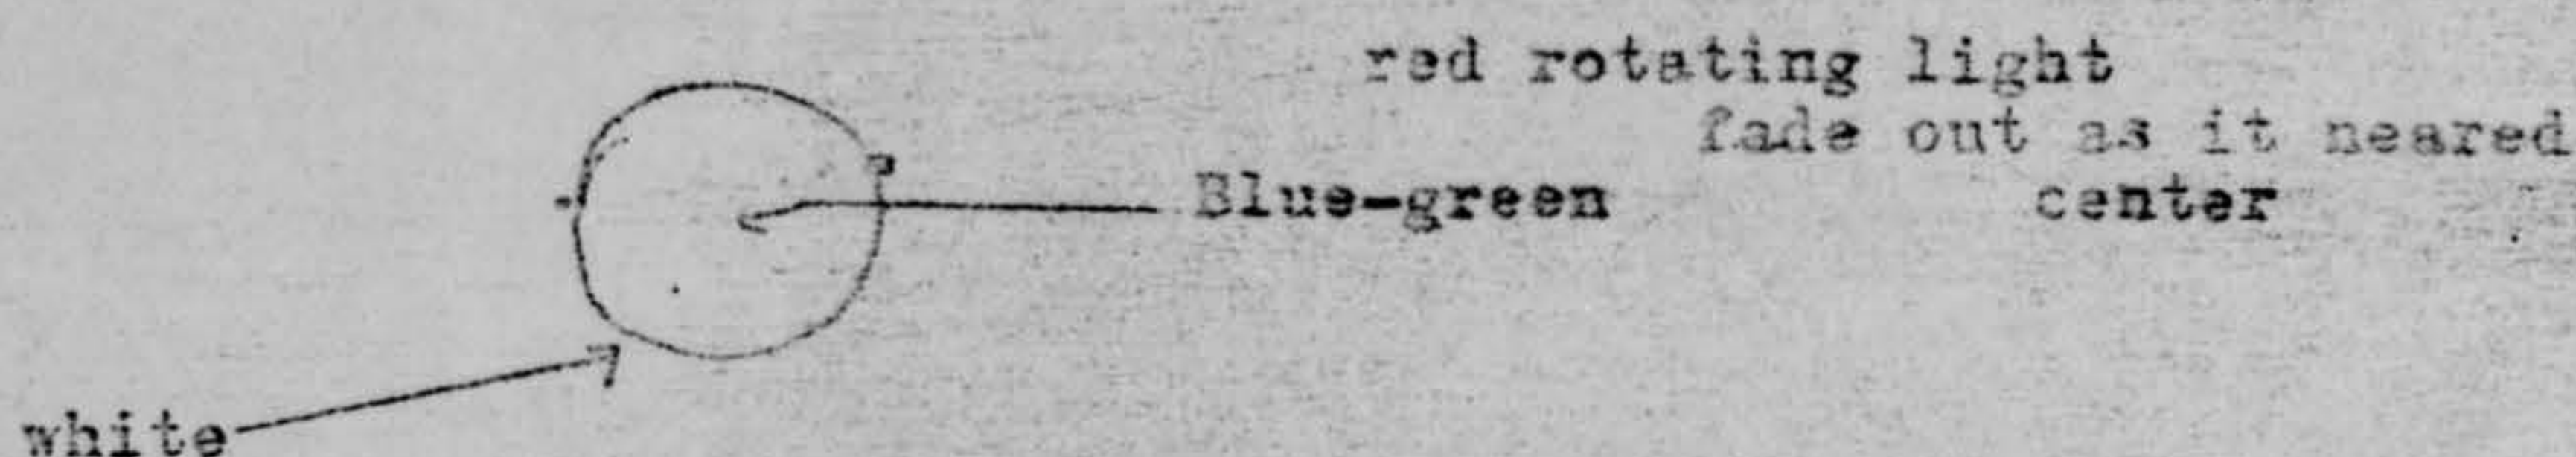 red rotating light
fade out as it neared
Blue-green center
white